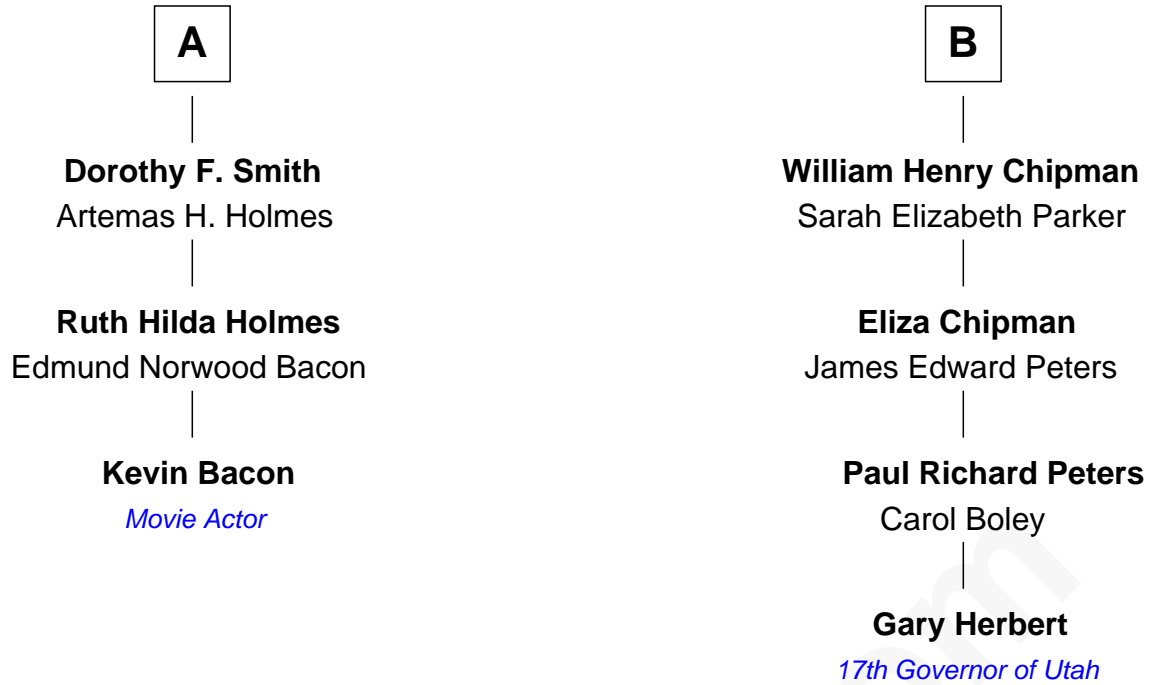 A
Dorothy F. Smith
Artemas H. Holmes
Ruth Hilda Holmes
Edmund Norwood Bacon
Kevin Bacon
Movie Actor
B
William Henry Chipman
Sarah Elizabeth Parker
Eliza Chipman
James Edward Peters
Paul Richard Peters
Carol Boley
Gary Herbert
17th Governor of Utah